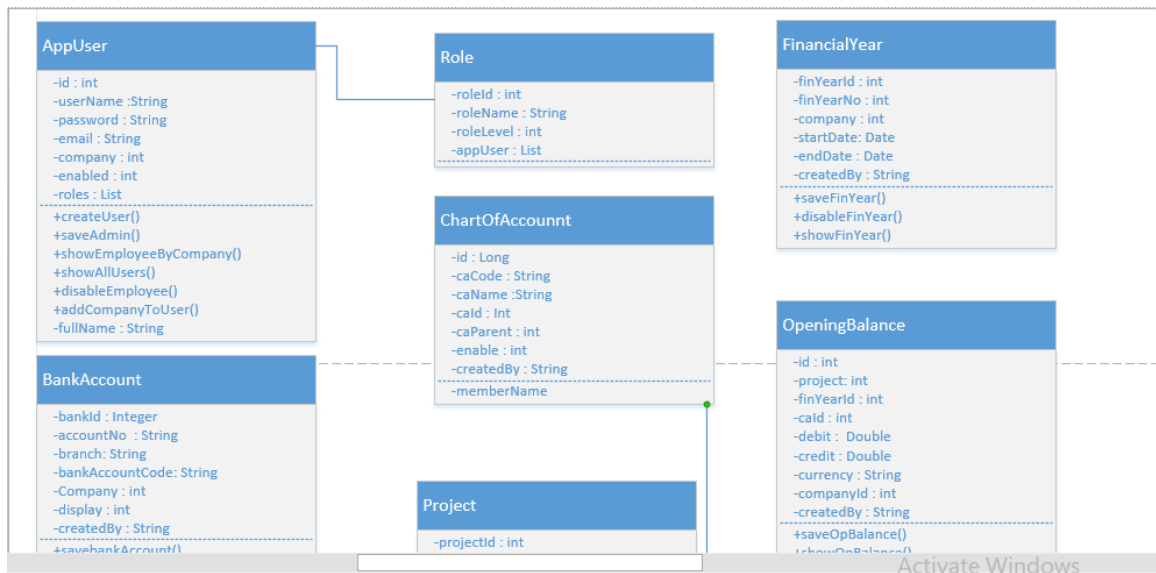 AppUser
-id : int
-userName :String
-password : String
-email : String
-company : int
-enabled : int
-roles : List
+createUser()
+saveAdmin()
+showEmployeeByCompany()
+showAllUsers()
+disableEmployee()
+addCompanyToUser()
-fullName : String
BankAccount
-bankId : Integer
-accountNo : String
-branch: String
-bankAccountCode: String
-Company : int
-display : int
-createdBy : String
+savebankAccount()
Role
-roleId : int
-roleName : String
-roleLevel : int
-appUser : List
ChartOfAccounnt
-id : Long
-caCode : String
-caName :String
-caId : Int
-caParent : int
-enable : int
-createdBy : String
-memberName
Project
-projectId : int
FinancialYear
-finYearId : int
-finYearNo : int
-company : int
-startDate: Date
-endDate : Date
-createdBy : String
+saveFinYear()
+disableFinYear()
+showFinYear()
OpeningBalance
-id : int
-project: int
-finYearId : int
-caId : int
-debit : Double
-credit : Double
-currency : String
-companyId : int
-createdBy : String
+saveOpBalance()
+showOpBalance()
Activate Windows